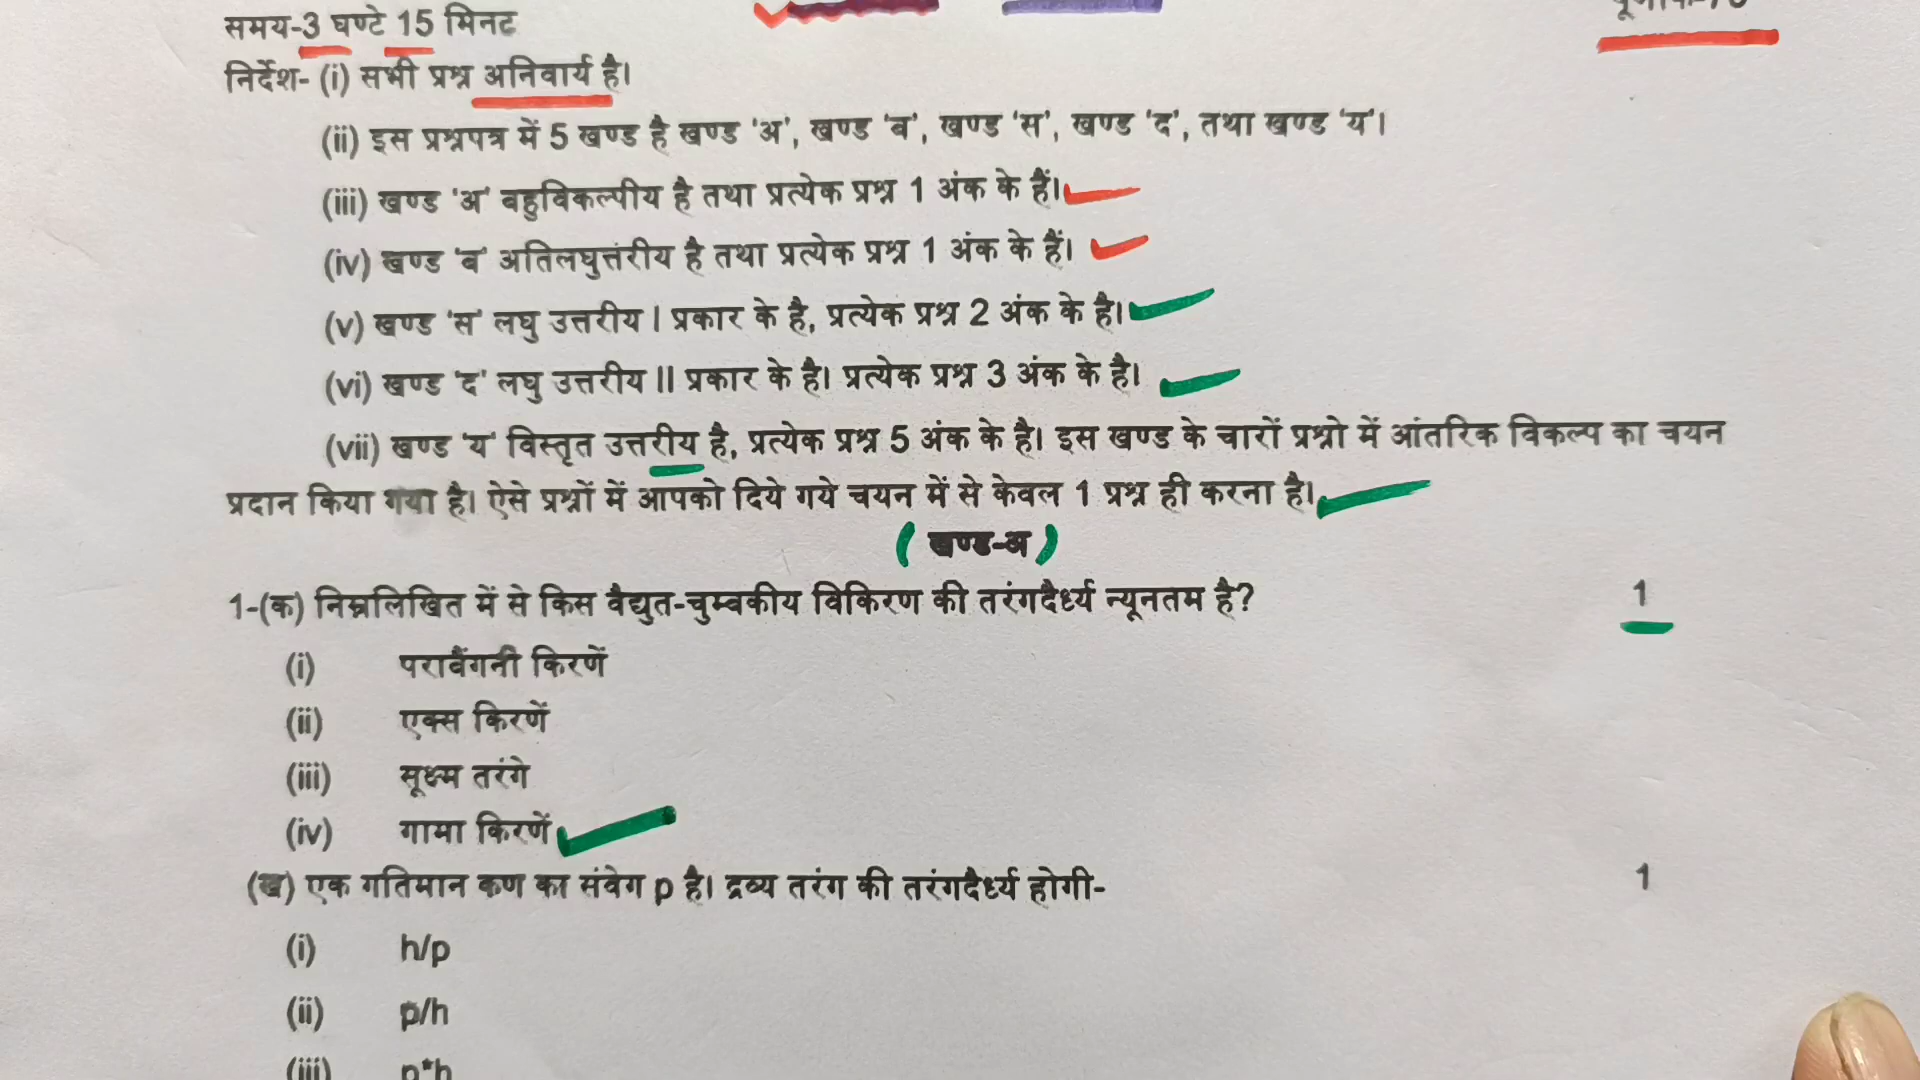 समय-3 घण्टे 15 मिनट
निर्देश- (i) सभी प्रश्न अनिवार्य है।
(ii) इस प्रश्नपत्र में 5 खण्ड है खण्ड 'अ', खण्ड 'ब', खण्ड 'स', खण्ड 'द', तथा खण्ड 'य'।
(iii) खण्ड 'अ' बहुविकल्पीय है तथा प्रत्येक प्रश्न 1 अंक के हैं।
(iv) खण्ड 'ब' अतिलघुत्तरीय है तथा प्रत्येक प्रश्न 1 अंक के हैं।
(v) खण्ड 'स' लघु उत्तरीय I प्रकार के है, प्रत्येक प्रश्न 2 अंक के है।
(vi) खण्ड 'द' लघु उत्तरीय II प्रकार के है। प्रत्येक प्रश्न 3 अंक के है।
(vii) खण्ड 'य' विस्तृत उत्तरीय है, प्रत्येक प्रश्न 5 अंक के है। इस खण्ड के चारों प्रश्नो में आंतरिक विकल्प का चयन
प्रदान किया गया है। ऐसे प्रश्नों में आपको दिये गये चयन में से केवल 1 प्रश्न ही करना है।
( खण्ड-अ )
1-(क) निम्नलिखित में से किस वैद्युत-चुम्बकीय विकिरण की तरंगदैर्ध्य न्यूनतम है? 1
(i) पराबैंगनी किरणें
(ii) एक्स किरणें
(iii) सूक्ष्म तरंगे
(iv) गामा किरणें
(ख) एक गतिमान कण का संवेग p है। द्रव्य तरंग की तरंगदैर्ध्य होगी- 1
(i) h/p
(ii) p/h
(iii) p*h